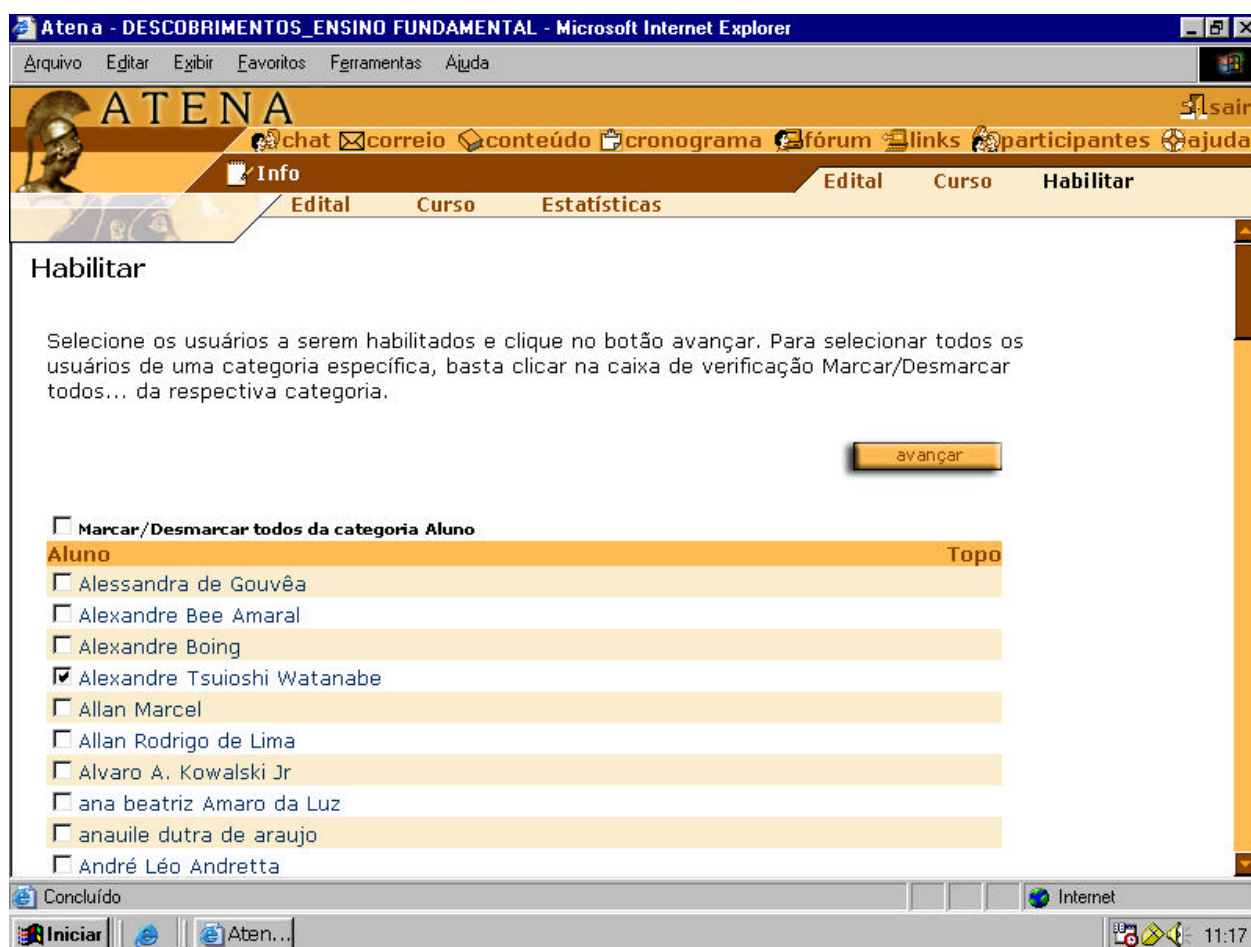 Atena - DESCOBRIMENTOS_ENSINO FUNDAMENTAL - Microsoft Internet Explorer
Arquivo Editar Exibir Favoritos Ferramentas Ajuda
ATENA
sair
chat correio conteúdo cronograma fórum links participantes ajuda
Info
Edital Curso Habilitar
Edital Curso Estatísticas
Habilitar
Selecione os usuários a serem habilitados e clique no botão avançar. Para selecionar todos os
usuários de uma categoria específica, basta clicar na caixa de verificação Marcar/Desmarcar
todos... da respectiva categoria.
avançar
Marcar/Desmarcar todos da categoria Aluno
Aluno Topo
Alessandra de Gouvêa
Alexandre Bee Amaral
Alexandre Boing
Alexandre Tsuioshi Watanabe
Allan Marcel
Allan Rodrigo de Lima
Alvaro A. Kowalski Jr
ana beatriz Amaro da Luz
anauile dutra de araujo
André Léo Andretta
Concluído Internet
Iniciar Aten... 11:17